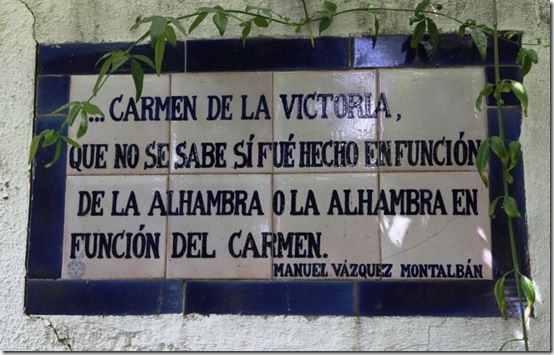 ... CARMEN DE LA VICTORIA,
QUE NO SE SABE SÍ FUÉ HECHO EN FUNCIÓN
DE LA ALHAMBRA O LA ALHAMBRA EN
FUNCIÓN DEL CARMEN.
MANUEL VÁZQUEZ MONTALBÁN